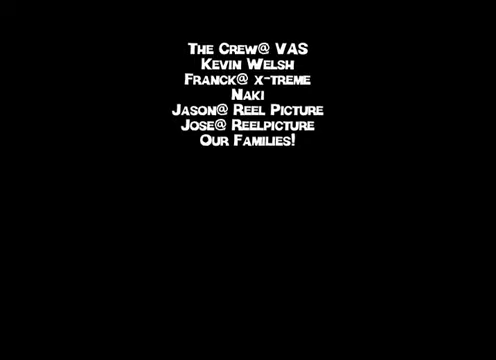 The Crew@ VAS
Kevin Welsh
Franck@ x-treme
Naki
Jason@ Reel Picture
Jose@ Reelpicture
Our Families!